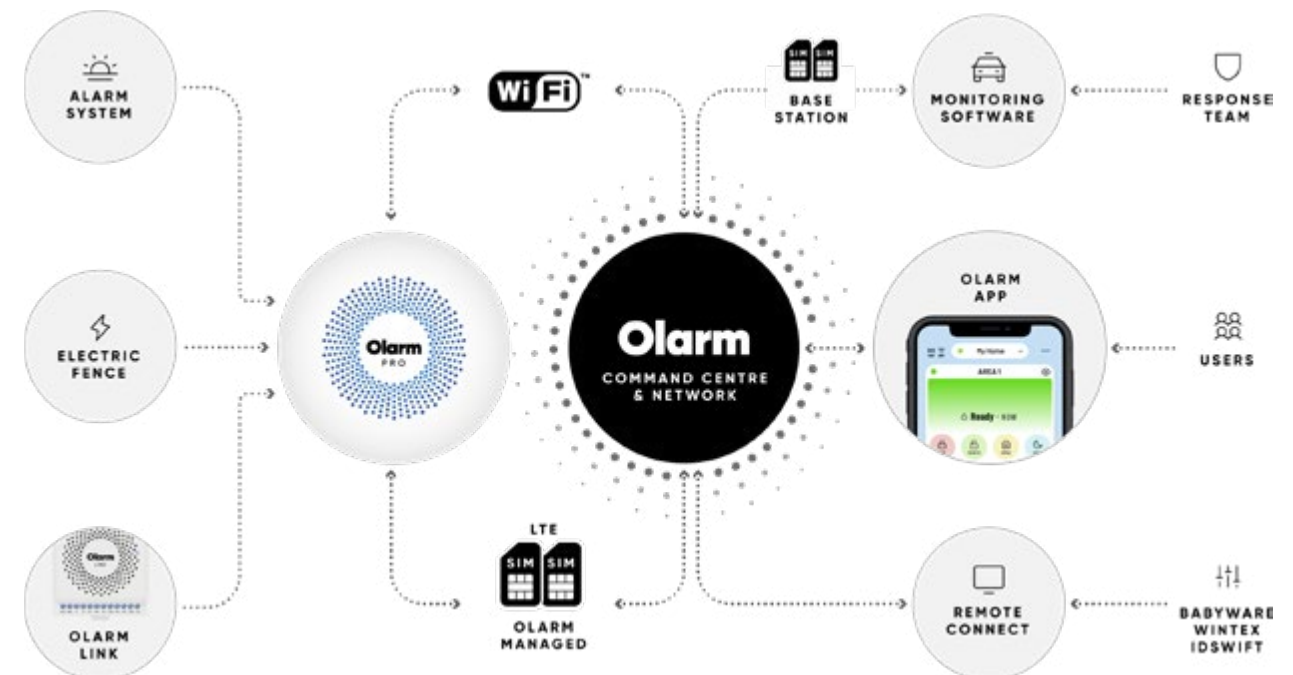 ALARM
SYSTEM
WiFi™
SIM SIM
BASE
STATION
MONITORING
SOFTWARE
RESPONSE
TEAM
ELECTRIC
FENCE
Olarm
PRO
Olarm
COMMAND CENTRE
& NETWORK
OLARM
APP
My Home
AREA 1
Ready
USERS
Olarm
OLARM
LINK
LTE
SIM SIM
OLARM
MANAGED
REMOTE
CONNECT
BABYWARE
WINTEX
IDSWIFT